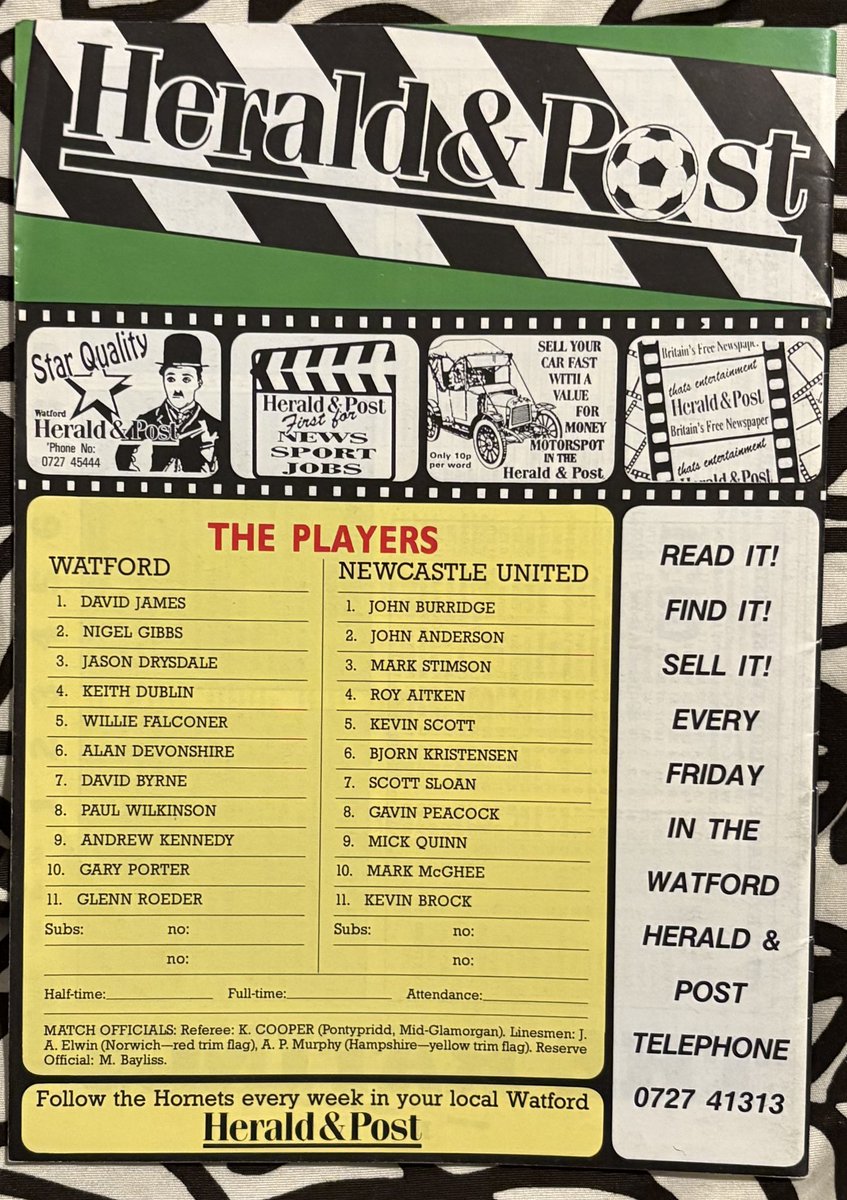 Herald & Post
Star Quality
Watford
Herald & Post
'Phone No:
0727 45444
Herald & Post
First for
NEWS
SPORT
JOBS
SELL YOUR
CAR FAST
WITH A
VALUE
FOR
MONEY
MOTORSPOT
IN THE
Herald & Post
Only 10p
per word
Britain's Free Newspaper
thats entertainment
Herald & Post
Britain's Free Newspaper
thats entertainment
Herald & Post
THE PLAYERS
WATFORD
1. DAVID JAMES
2. NIGEL GIBBS
3. JASON DRYSDALE
4. KEITH DUBLIN
5. WILLIE FALCONER
6. ALAN DEVONSHIRE
7. DAVID BYRNE
8. PAUL WILKINSON
9. ANDREW KENNEDY
10. GARY PORTER
11. GLENN ROEDER
Subs: no:
no:
NEWCASTLE UNITED
1. JOHN BURRIDGE
2. JOHN ANDERSON
3. MARK STIMSON
4. ROY AITKEN
5. KEVIN SCOTT
6. BJORN KRISTENSEN
7. SCOTT SLOAN
8. GAVIN PEACOCK
9. MICK QUINN
10. MARK McGHEE
11. KEVIN BROCK
Subs: no:
no:
Half-time: Full-time: Attendance:
MATCH OFFICIALS: Referee: K. COOPER (Pontypridd, Mid-Glamorgan). Linesmen: J.
A. Elwin (Norwich—red trim flag), A. P. Murphy (Hampshire—yellow trim flag). Reserve
Official: M. Bayliss.
Follow the Hornets every week in your local Watford
Herald & Post
READ IT!
FIND IT!
SELL IT!
EVERY
FRIDAY
IN THE
WATFORD
HERALD &
POST
TELEPHONE
0727 41313